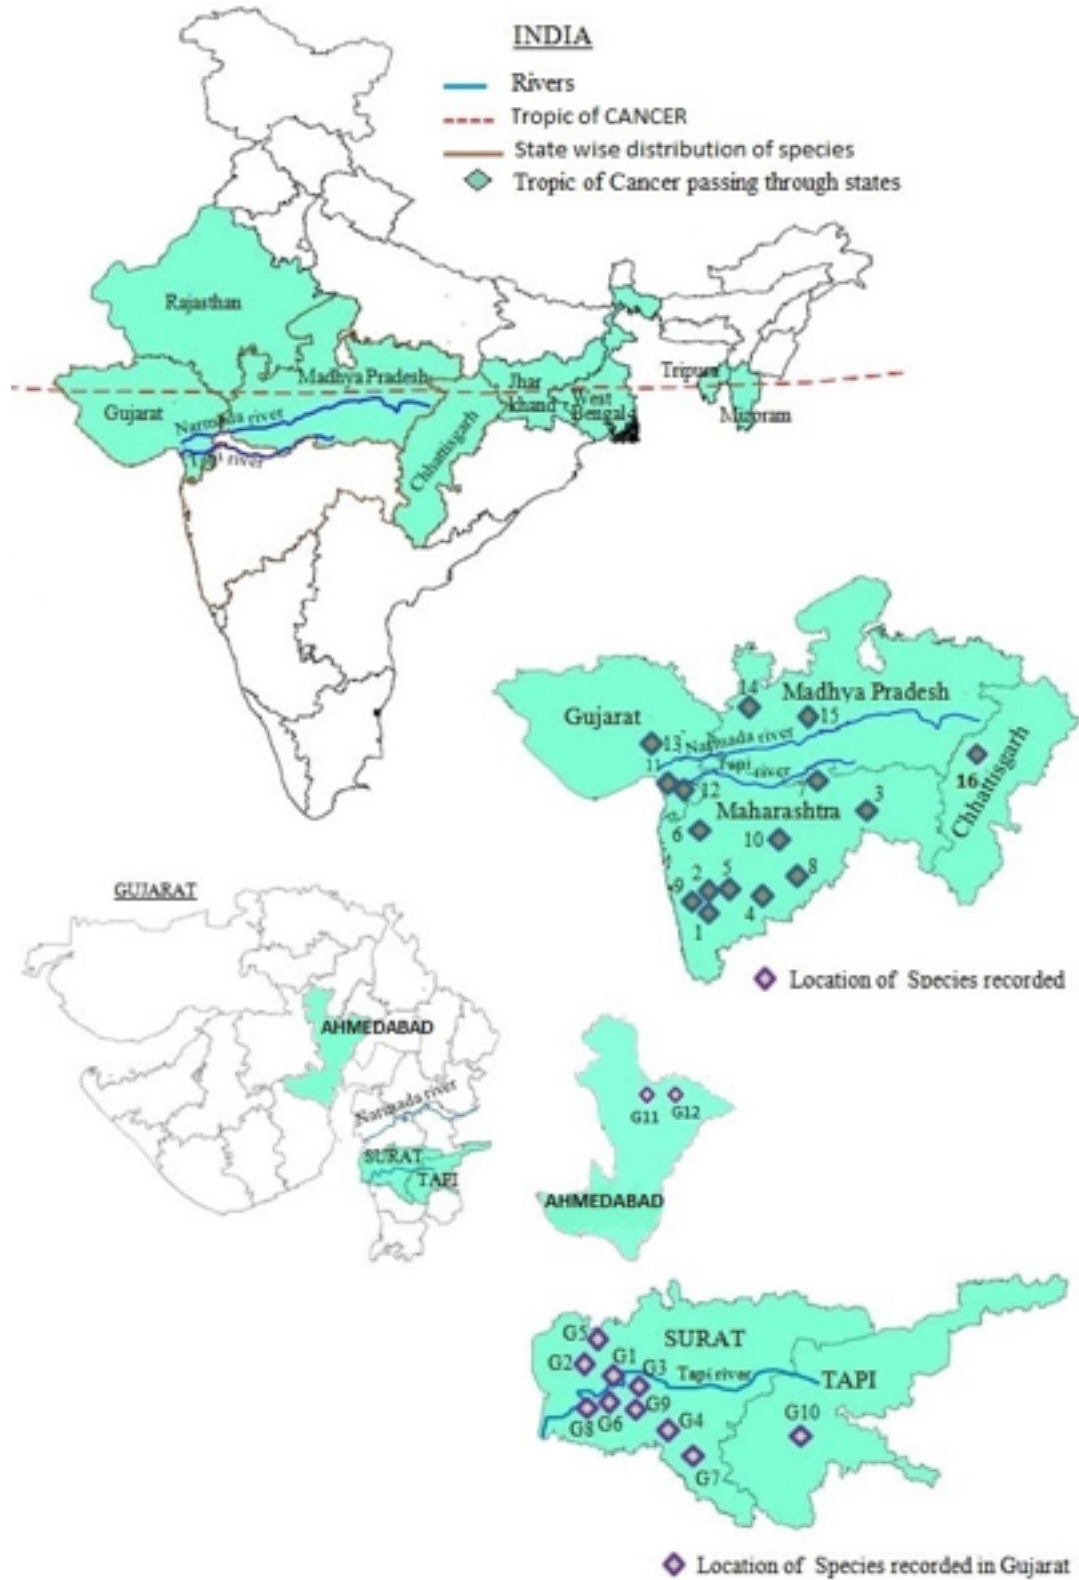 INDIA
Rivers
Tropic of CANCER
State wise distribution of species
Tropic of Cancer passing through states
Rajasthan
Madhya Pradesh
Gujarat
Narmada river
Tapi river
Chhattisgarh
Jhar
khand
West
Bengal
Tripura
Mizoram
Gujarat
Madhya Pradesh
14
15
13
Narmada river
11
Tapi river
12
7
16
Chhattisgarh
Maharashtra
3
6
10
2
5
8
9
4
1
Location of Species recorded
GUJARAT
AHMEDABAD
Narmada river
SURAT
TAPI
G11
G12
AHMEDABAD
G5
SURAT
G2
G1
G3
Tapi river
TAPI
G8
G6
G9
G4
G10
G7
Location of Species recorded in Gujarat